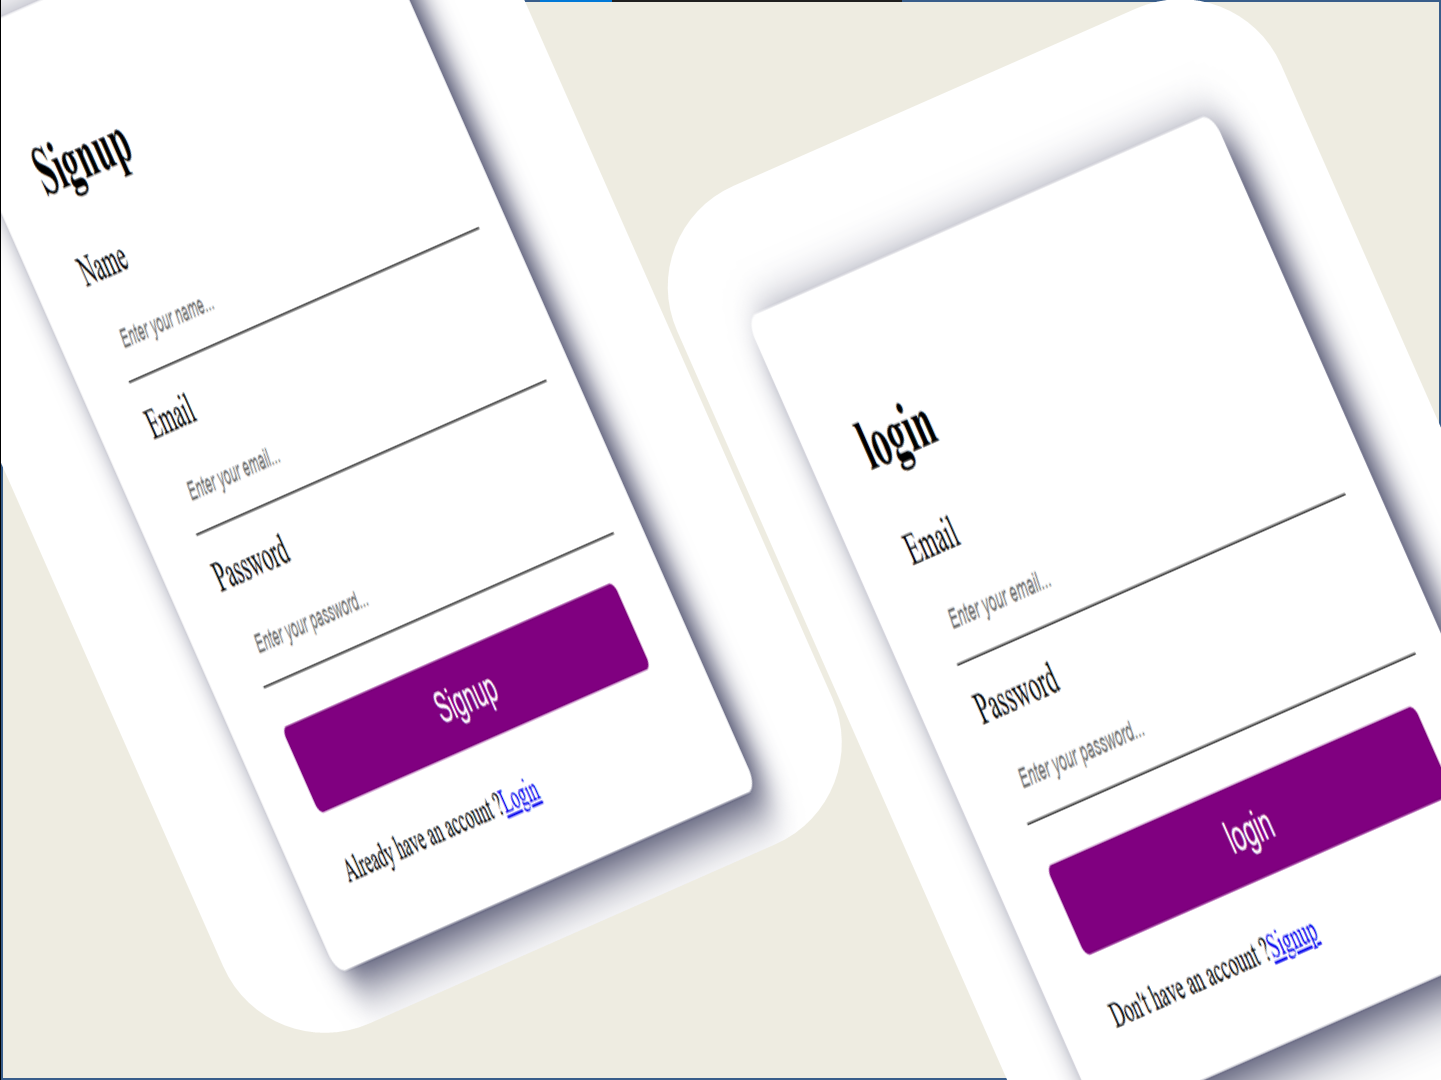 Signup
Name
Enter your name...
Email
Enter your email...
Password
Enter your password...
Signup
Already have an account ?Login
login
Email
Enter your email...
Password
Enter your password...
login
Don't have an account ?Signup